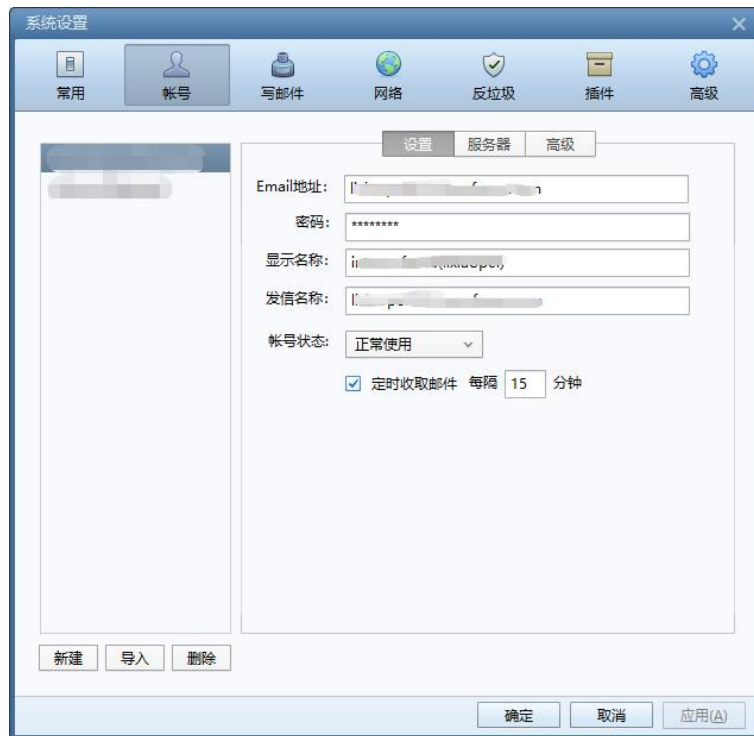 系统设置
常用 帐号 写邮件 网络 反垃圾 插件 高级
设置 服务器 高级
Email地址:
密码: ********
显示名称:
发信名称:
帐号状态: 正常使用
定时收取邮件 每隔 15 分钟
新建 导入 删除
确定 取消 应用(A)